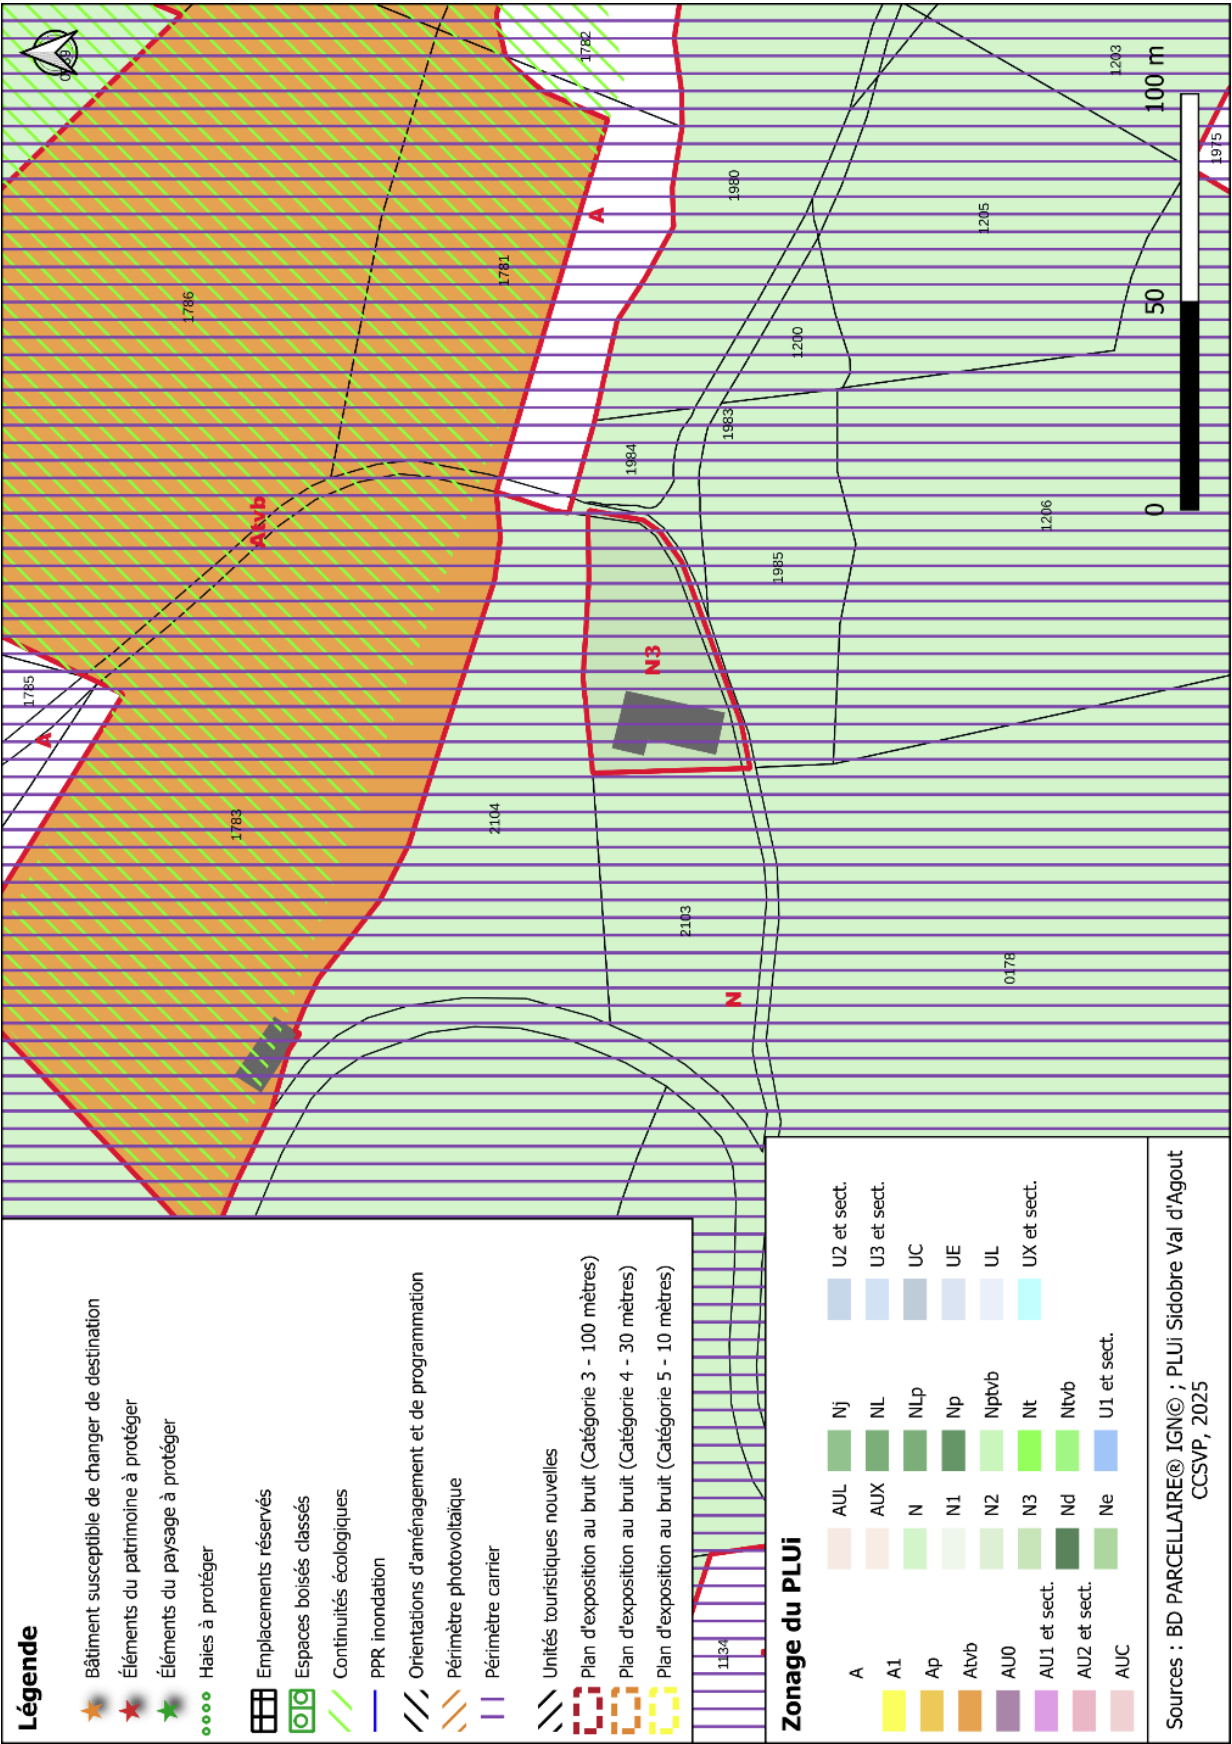 1785
A
1783
Atvb
1786
1781
1782
A
1980
1203
1975
1205
1200
1983
1984
1985
1206
N3
2104
2103
N
0178
1134
0
50
100 m
Légende
Bâtiment susceptible de changer de destination
Éléments du patrimoine à protéger
Éléments du paysage à protéger
Haies à protéger
Emplacements réservés
Espaces boisés classés
Continuités écologiques
PPR inondation
Orientations d'aménagement et de programmation
Périmètre photovoltaïque
Périmètre carrier
Unités touristiques nouvelles
Plan d'exposition au bruit (Catégorie 3 - 100 mètres)
Plan d'exposition au bruit (Catégorie 4 - 30 mètres)
Plan d'exposition au bruit (Catégorie 5 - 10 mètres)
Zonage du PLUi
A
A1
Ap
Atvb
AU0
AU1 et sect.
AU2 et sect.
AUC
AUL
AUX
N
N1
N2
N3
Nd
Ne
Nj
NL
NLp
Np
Nptvb
Nt
Ntvb
U1 et sect.
U2 et sect.
U3 et sect.
UC
UE
UL
UX et sect.
Sources : BD PARCELLAIRE® IGN© ; PLUi Sidobre Val d'Agout
CCSVP, 2025